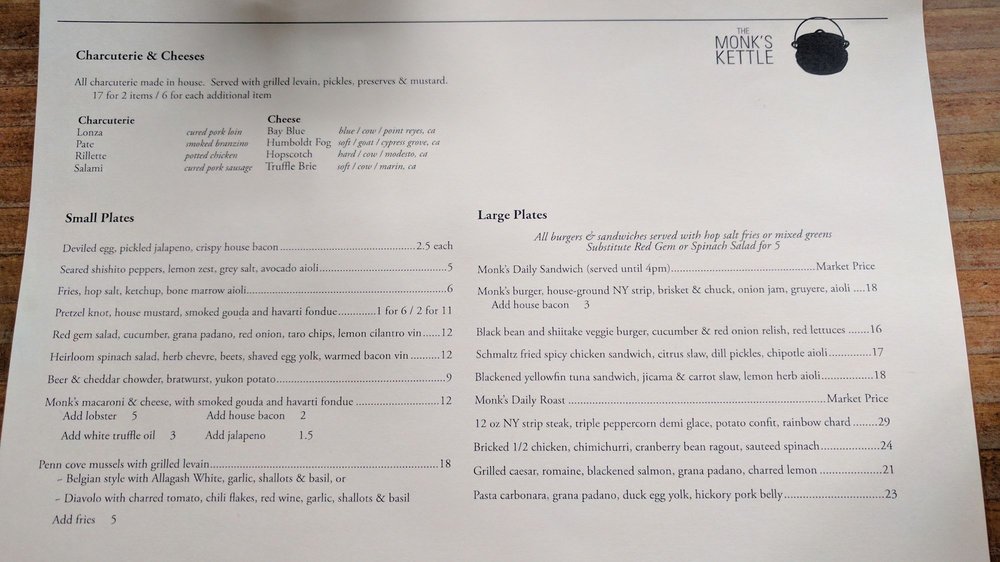 THE
MONK'S
KETTLE
Charcuterie & Cheeses
All charcuterie made in house. Served with grilled levain, pickles, preserves & mustard.
17 for 2 items / 6 for each additional item
Charcuterie
Lonza cured pork loin
Pate smoked branzino
Rillette potted chicken
Salami cured pork sausage
Cheese
Bay Blue blue / cow / point reyes, ca
Humboldt Fog soft / goat / cypress grove, ca
Hopscotch hard / cow / modesto, ca
Truffle Brie soft / cow / marin, ca
Small Plates
Deviled egg, pickled jalapeno, crispy house bacon 2.5 each
Seared shishito peppers, lemon zest, grey salt, avocado aioli 5
Fries, hop salt, ketchup, bone marrow aioli 6
Pretzel knot, house mustard, smoked gouda and havarti fondue 1 for 6 / 2 for 11
Red gem salad, cucumber, grana padano, red onion, taro chips, lemon cilantro vin 12
Heirloom spinach salad, herb chevre, beets, shaved egg yolk, warmed bacon vin 12
Beer & cheddar chowder, bratwurst, yukon potato 9
Monk's macaroni & cheese, with smoked gouda and havarti fondue 12
Add lobster 5 Add house bacon 2
Add white truffle oil 3 Add jalapeno 1.5
Penn cove mussels with grilled levain 18
~ Belgian style with Allagash White, garlic, shallots & basil, or
~ Diavolo with charred tomato, chili flakes, red wine, garlic, shallots & basil
Add fries 5
Large Plates
All burgers & sandwiches served with hop salt fries or mixed greens
Substitute Red Gem or Spinach Salad for 5
Monk's Daily Sandwich (served until 4pm) Market Price
Monk's burger, house-ground NY strip, brisket & chuck, onion jam, gruyere, aioli 18
Add house bacon 3
Black bean and shiitake veggie burger, cucumber & red onion relish, red lettuces 16
Schmaltz fried spicy chicken sandwich, citrus slaw, dill pickles, chipotle aioli 17
Blackened yellowfin tuna sandwich, jicama & carrot slaw, lemon herb aioli 18
Monk's Daily Roast Market Price
12 oz NY strip steak, triple peppercorn demi glace, potato confit, rainbow chard 29
Bricked 1/2 chicken, chimichurri, cranberry bean ragout, sauteed spinach 24
Grilled caesar, romaine, blackened salmon, grana padano, charred lemon 21
Pasta carbonara, grana padano, duck egg yolk, hickory pork belly 23